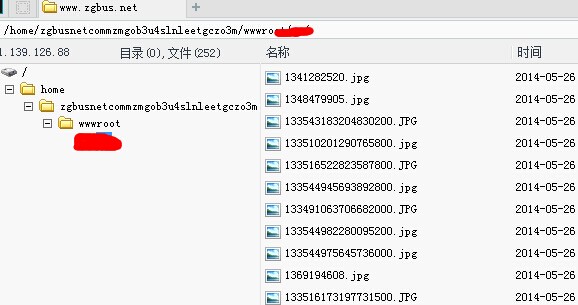 www.zgbus.net
/home/zgbusnetcommzmgob3u4slnleetgczo3m/wwwroot
1.139.126.88 目录(0),文件(252) 名称 时间
/
home
zgbusnetcommzmgob3u4slnleetgczo3m
wwwroot
1341282520.jpg 2014-05-26
1348479905.jpg 2014-05-26
133543183204830200.JPG 2014-05-26
133510201290765800.jpg 2014-05-26
133516522823587800.JPG 2014-05-26
133544945693892800.jpg 2014-05-26
133491063706682000.JPG 2014-05-26
133544982280095200.jpg 2014-05-26
133544975645736000.jpg 2014-05-26
1369194608.jpg 2014-05-26
133516173197731500.JPG 2014-05-26